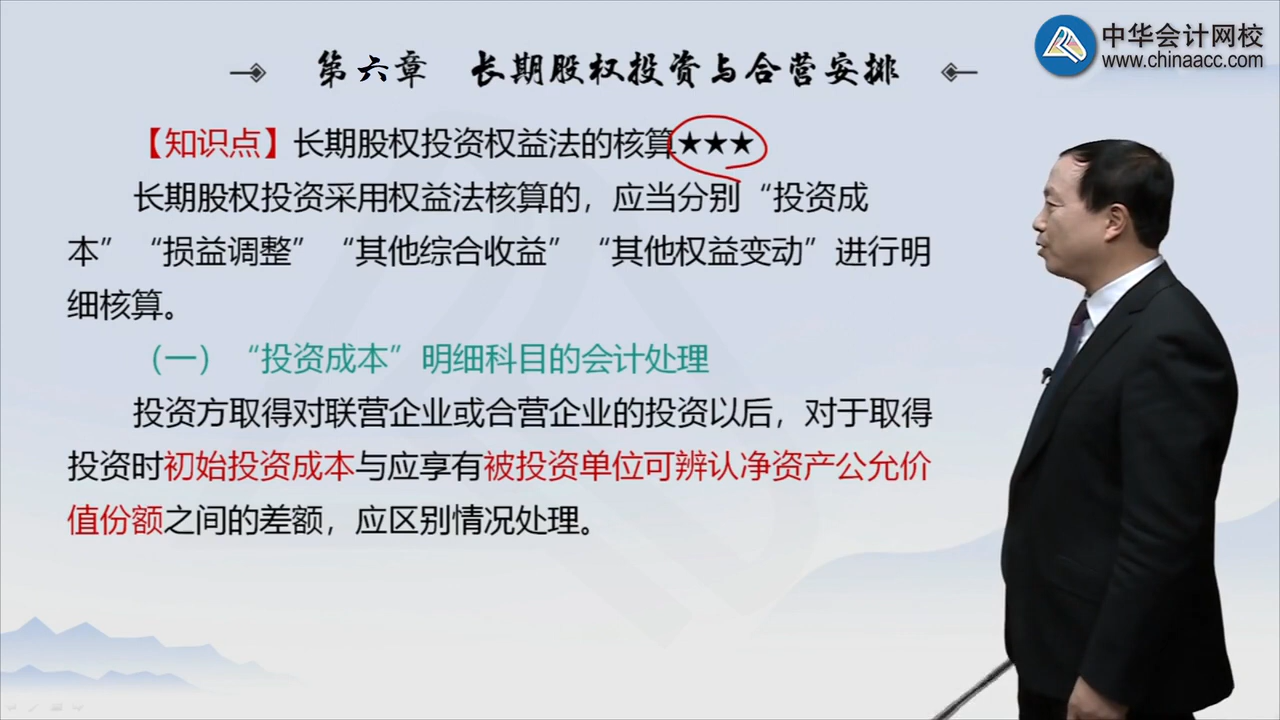 中华会计网校
www.chinaacc.com
第六章 长期股权投资与合营安排
【知识点】长期股权投资权益法的核算★★★
长期股权投资采用权益法核算的，应当分别“投资成
本”“损益调整”“其他综合收益”“其他权益变动”进行明
细核算。
（一）“投资成本”明细科目的会计处理
投资方取得对联营企业或合营企业的投资以后，对于取得
投资时初始投资成本与应享有被投资单位可辨认净资产公允价
值份额之间的差额，应区别情况处理。